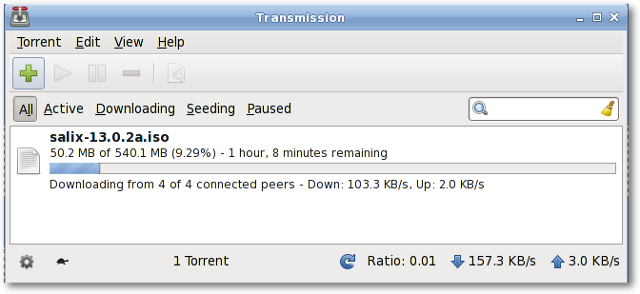 Transmission
Torrent Edit View Help
All Active Downloading Seeding Paused
salix-13.0.2a.iso
50.2 MB of 540.1 MB (9.29%) - 1 hour, 8 minutes remaining
Downloading from 4 of 4 connected peers - Down: 103.3 KB/s, Up: 2.0 KB/s
1 Torrent Ratio: 0.01 157.3 KB/s 3.0 KB/s